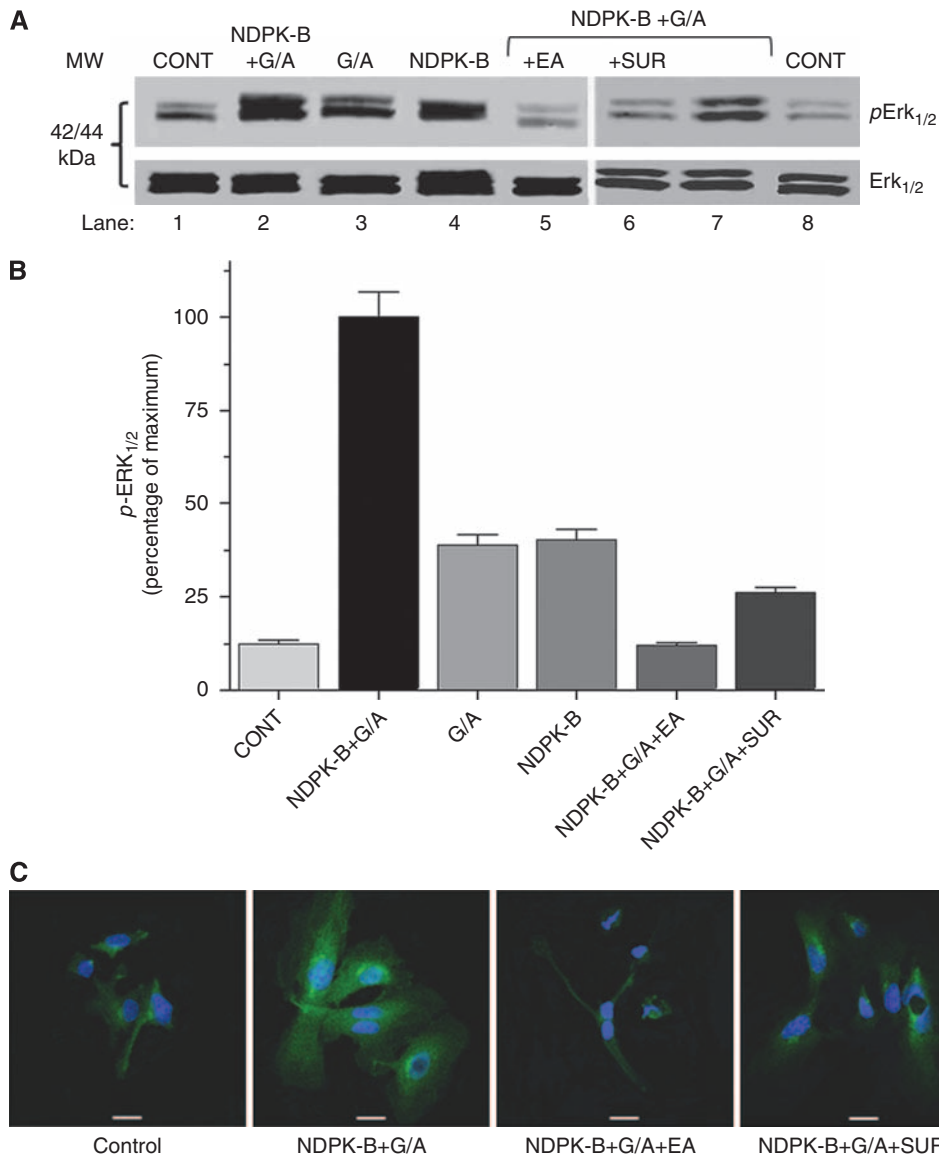 A
NDPK-B +G/A
NDPK-B
MW CONT +G/A G/A NDPK-B +EA +SUR CONT
42/44
kDa
pErk1/2
Erk1/2
Lane: 1 2 3 4 5 6 7 8
B
p-ERK1/2
(percentage of maximum)
100
75
50
25
0
CONT
NDPK-B+G/A
G/A
NDPK-B
NDPK-B+G/A+EA
NDPK-B+G/A+SUR
C
Control NDPK-B+G/A NDPK-B+G/A+EA NDPK-B+G/A+SUR